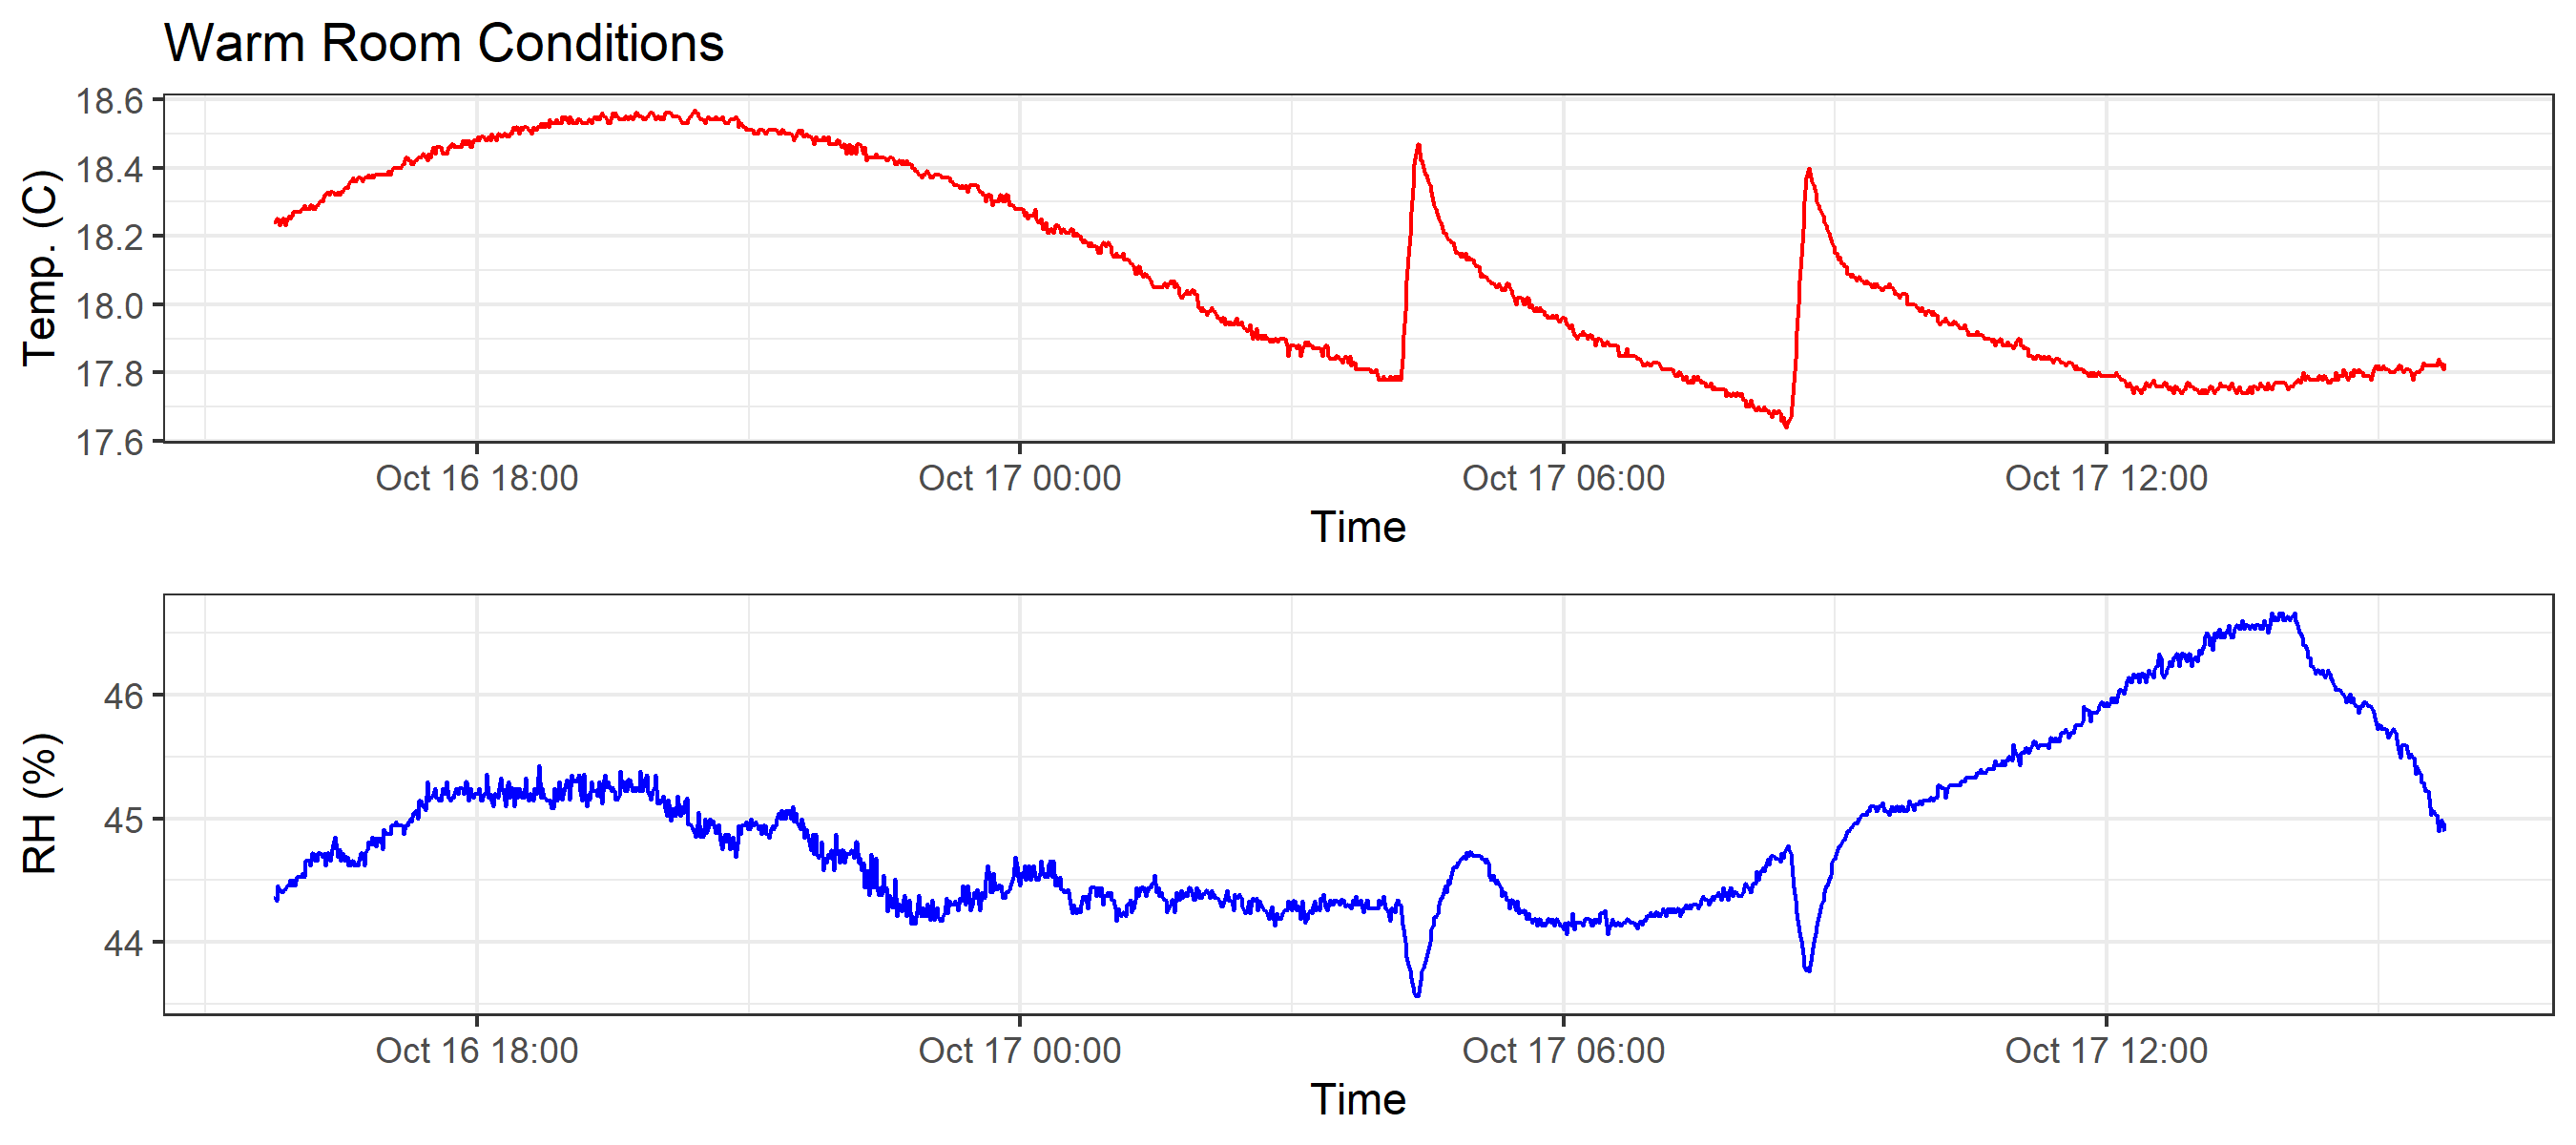 Warm Room Conditions
18.6
18.4
18.2
18.0
17.8
17.6
Temp. (C)
Oct 16 18:00 Oct 17 00:00 Oct 17 06:00 Oct 17 12:00
Time
46
45
44
RH (%)
Oct 16 18:00 Oct 17 00:00 Oct 17 06:00 Oct 17 12:00
Time